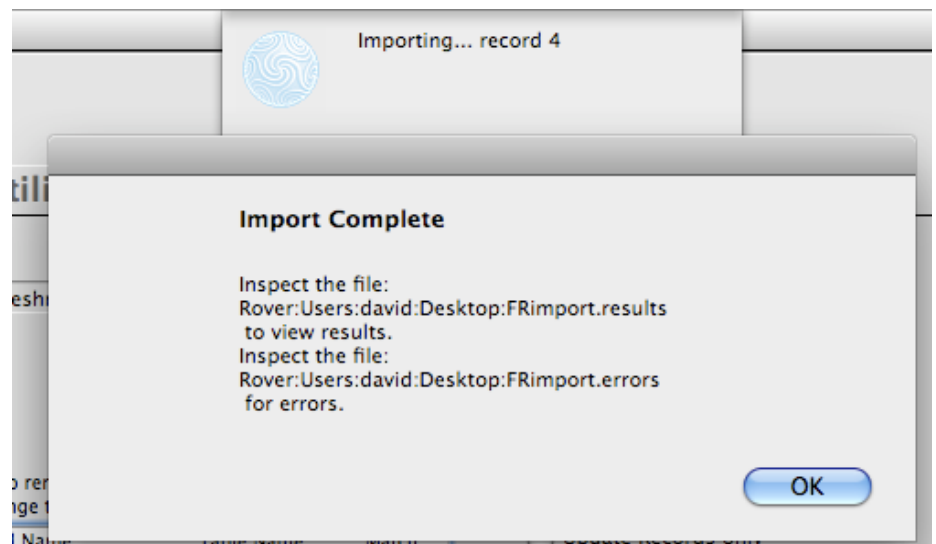 Importing... record 4
tili
Import Complete
Inspect the file:
Rover:Users:david:Desktop:FRimport.results
to view results.
Inspect the file:
Rover:Users:david:Desktop:FRimport.errors
for errors.
OK